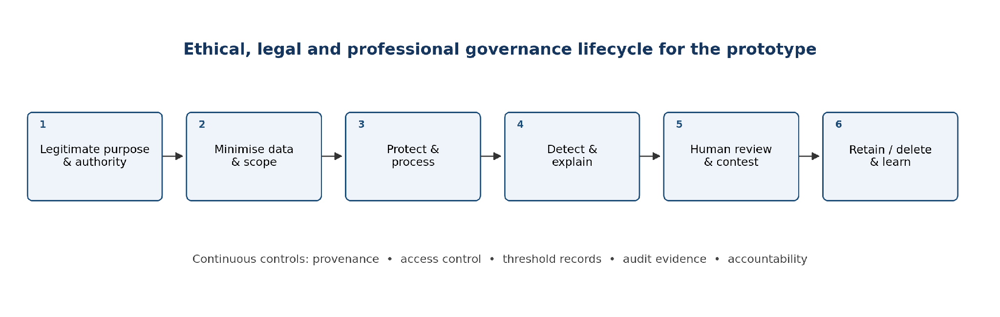 Ethical, legal and professional governance lifecycle for the prototype
1
Legitimate purpose
& authority
2
Minimise data
& scope
3
Protect &
process
4
Detect &
explain
5
Human review
& contest
6
Retain / delete
& learn
Continuous controls: provenance • access control • threshold records • audit evidence • accountability